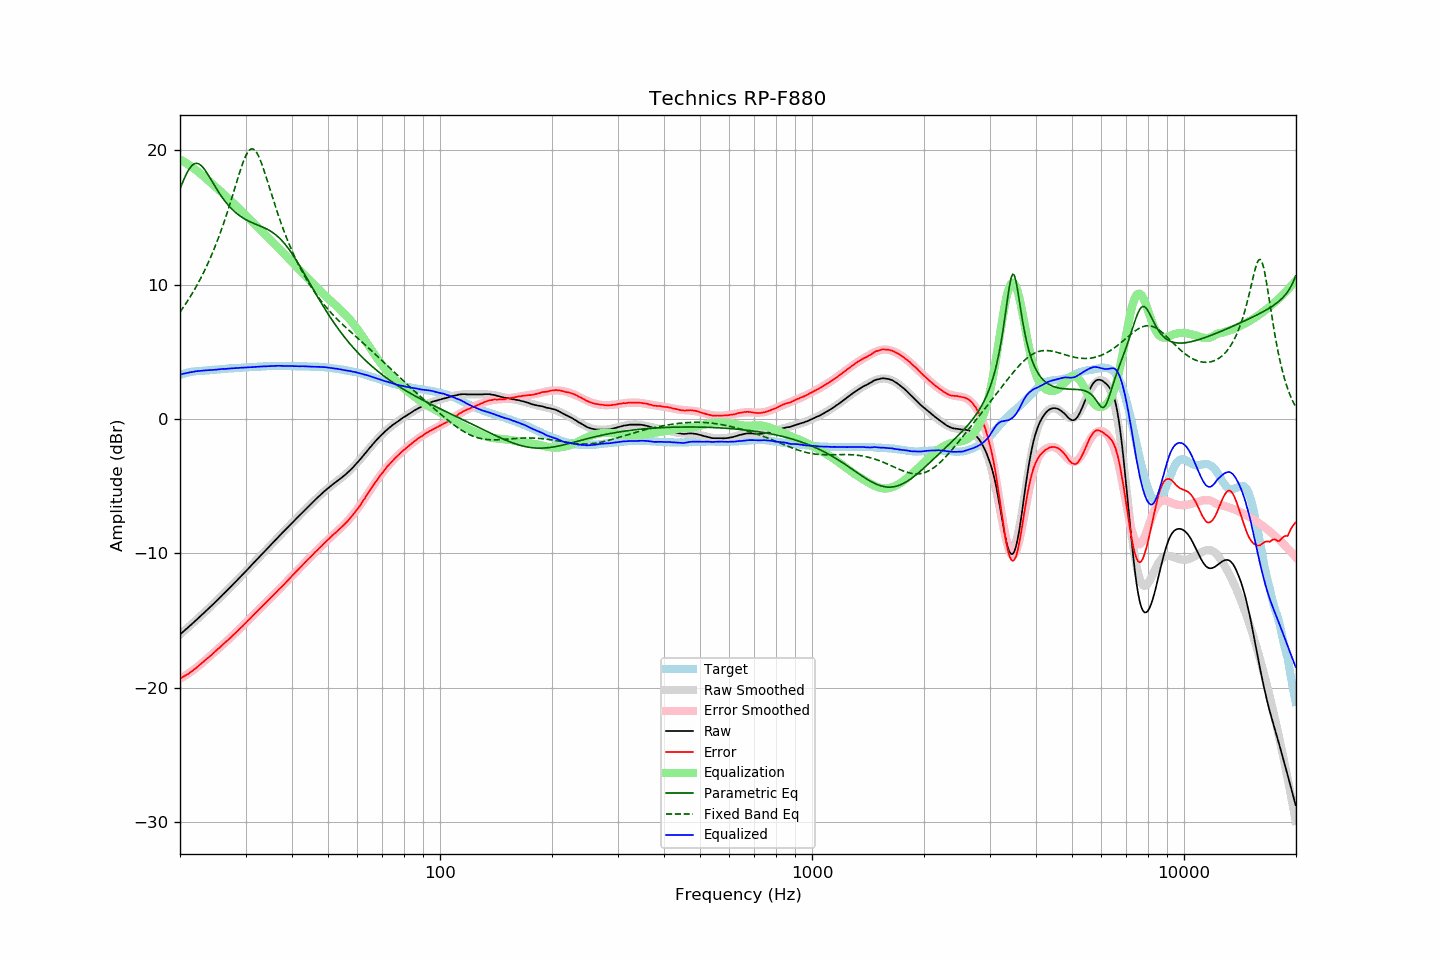 Technics RP-F880
Amplitude (dBr)
20
10
0
−10
−20
−30
100
1000
10000
Frequency (Hz)
Target
Raw Smoothed
Error Smoothed
Raw
Error
Equalization
Parametric Eq
Fixed Band Eq
Equalized